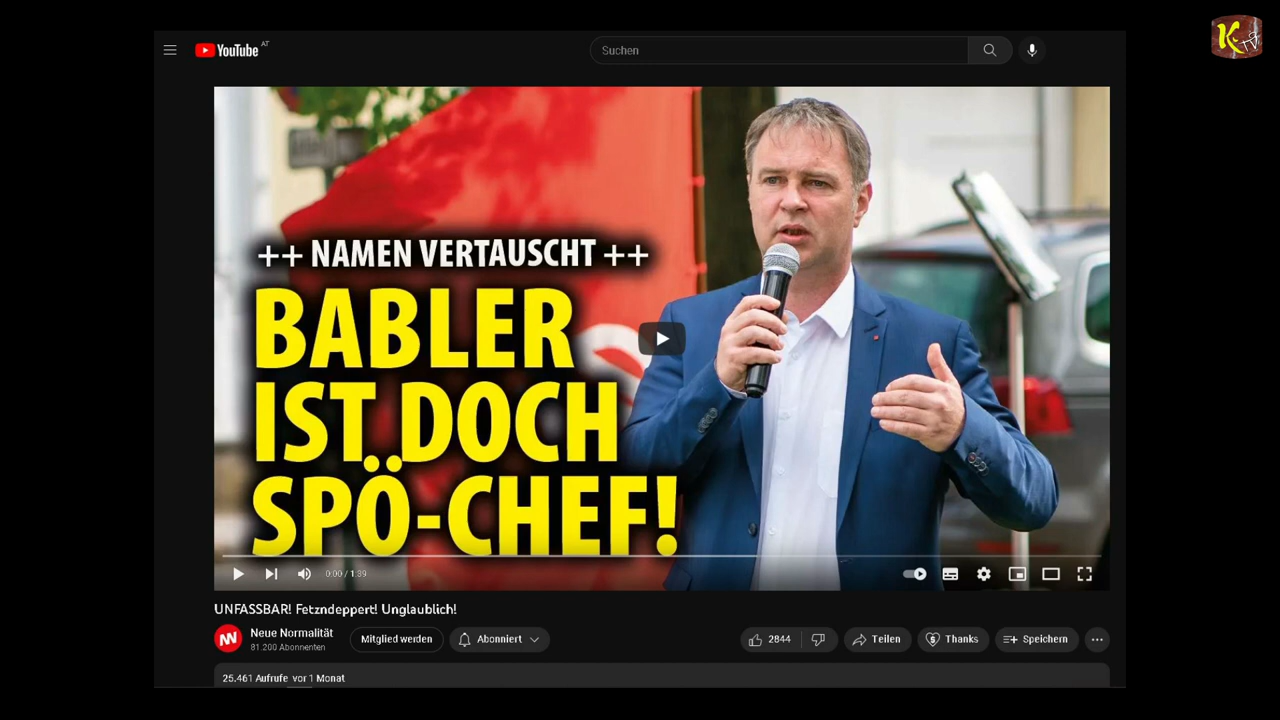 YouTube AT
Suchen
++ NAMEN VERTAUSCHT ++
BABLER
IST DOCH
SPÖ-CHEF!
0:00 / 1:39
UNFASSBAR! Fetzndeppert! Unglaublich!
Neue Normalität
81.200 Abonnenten
Mitglied werden
Abonniert
2844
Teilen
Thanks
Speichern
25.461 Aufrufe vor 1 Monat